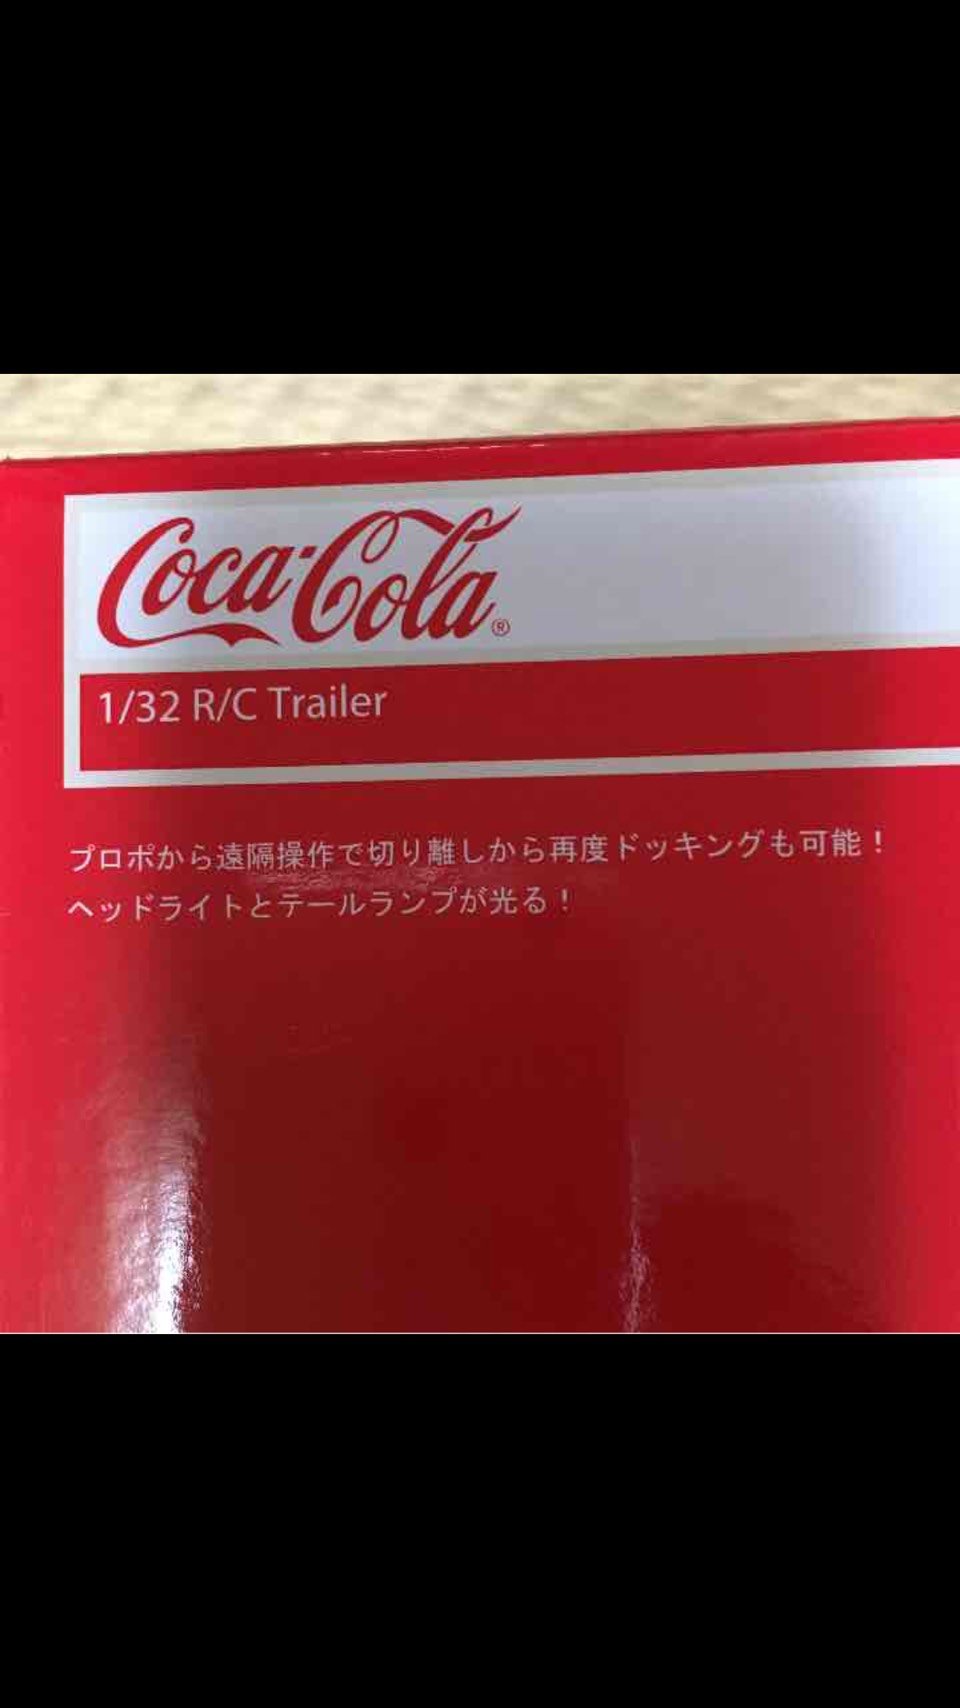 Coca-Cola®
1/32 R/C Trailer
プロポから遠隔操作で切り離しから再度ドッキングも可能！
ヘッドライトとテールランプが光る！